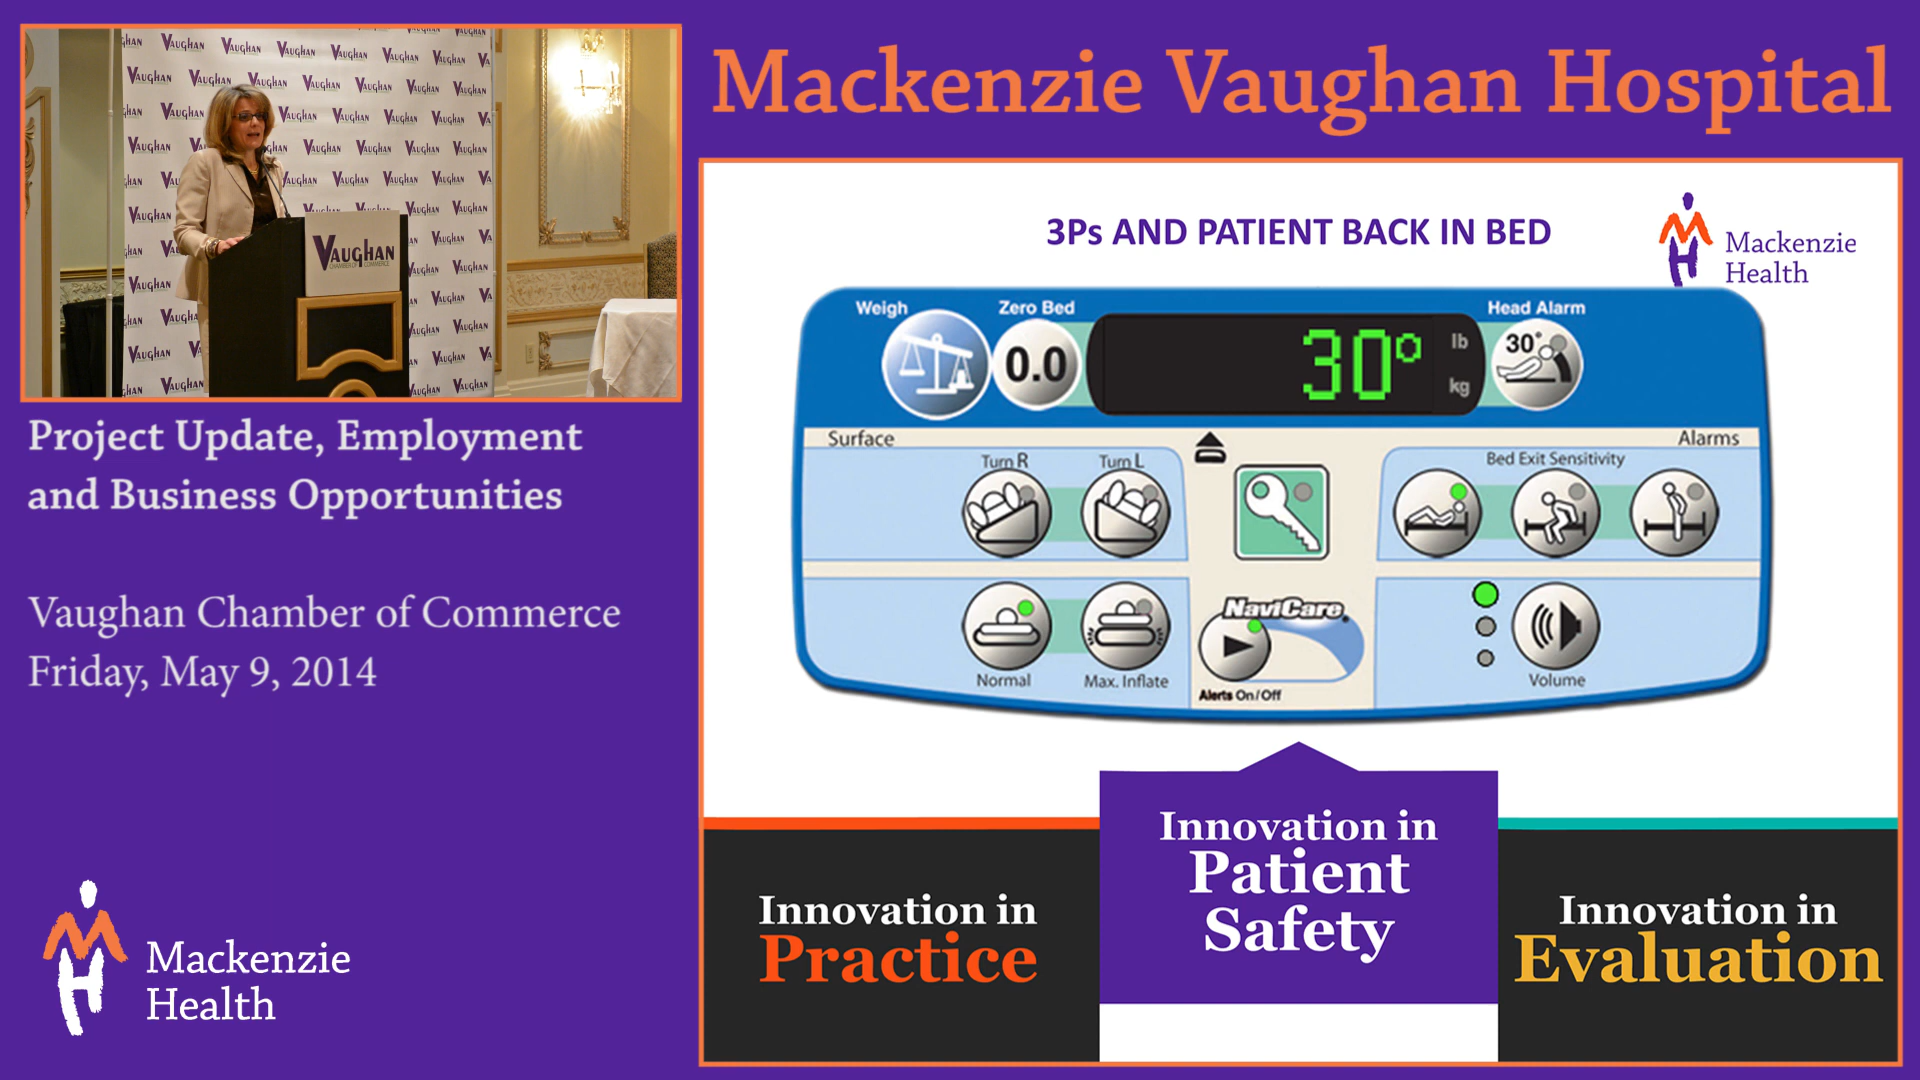 Mackenzie Vaughan Hospital
VAUGHAN
CHAMBER OF COMMERCE
Project Update, Employment
and Business Opportunities
Vaughan Chamber of Commerce
Friday, May 9, 2014
Mackenzie
Health
3Ps AND PATIENT BACK IN BED
Mackenzie
Health
Weigh
Zero Bed
Head Alarm
0.0
30°
lb
kg
30°
Surface
Alarms
Turn R
Turn L
Bed Exit Sensitivity
NaviCare
Normal
Max. Inflate
Alerts On/Off
Volume
Innovation in
Practice
Innovation in
Patient
Safety
Innovation in
Evaluation